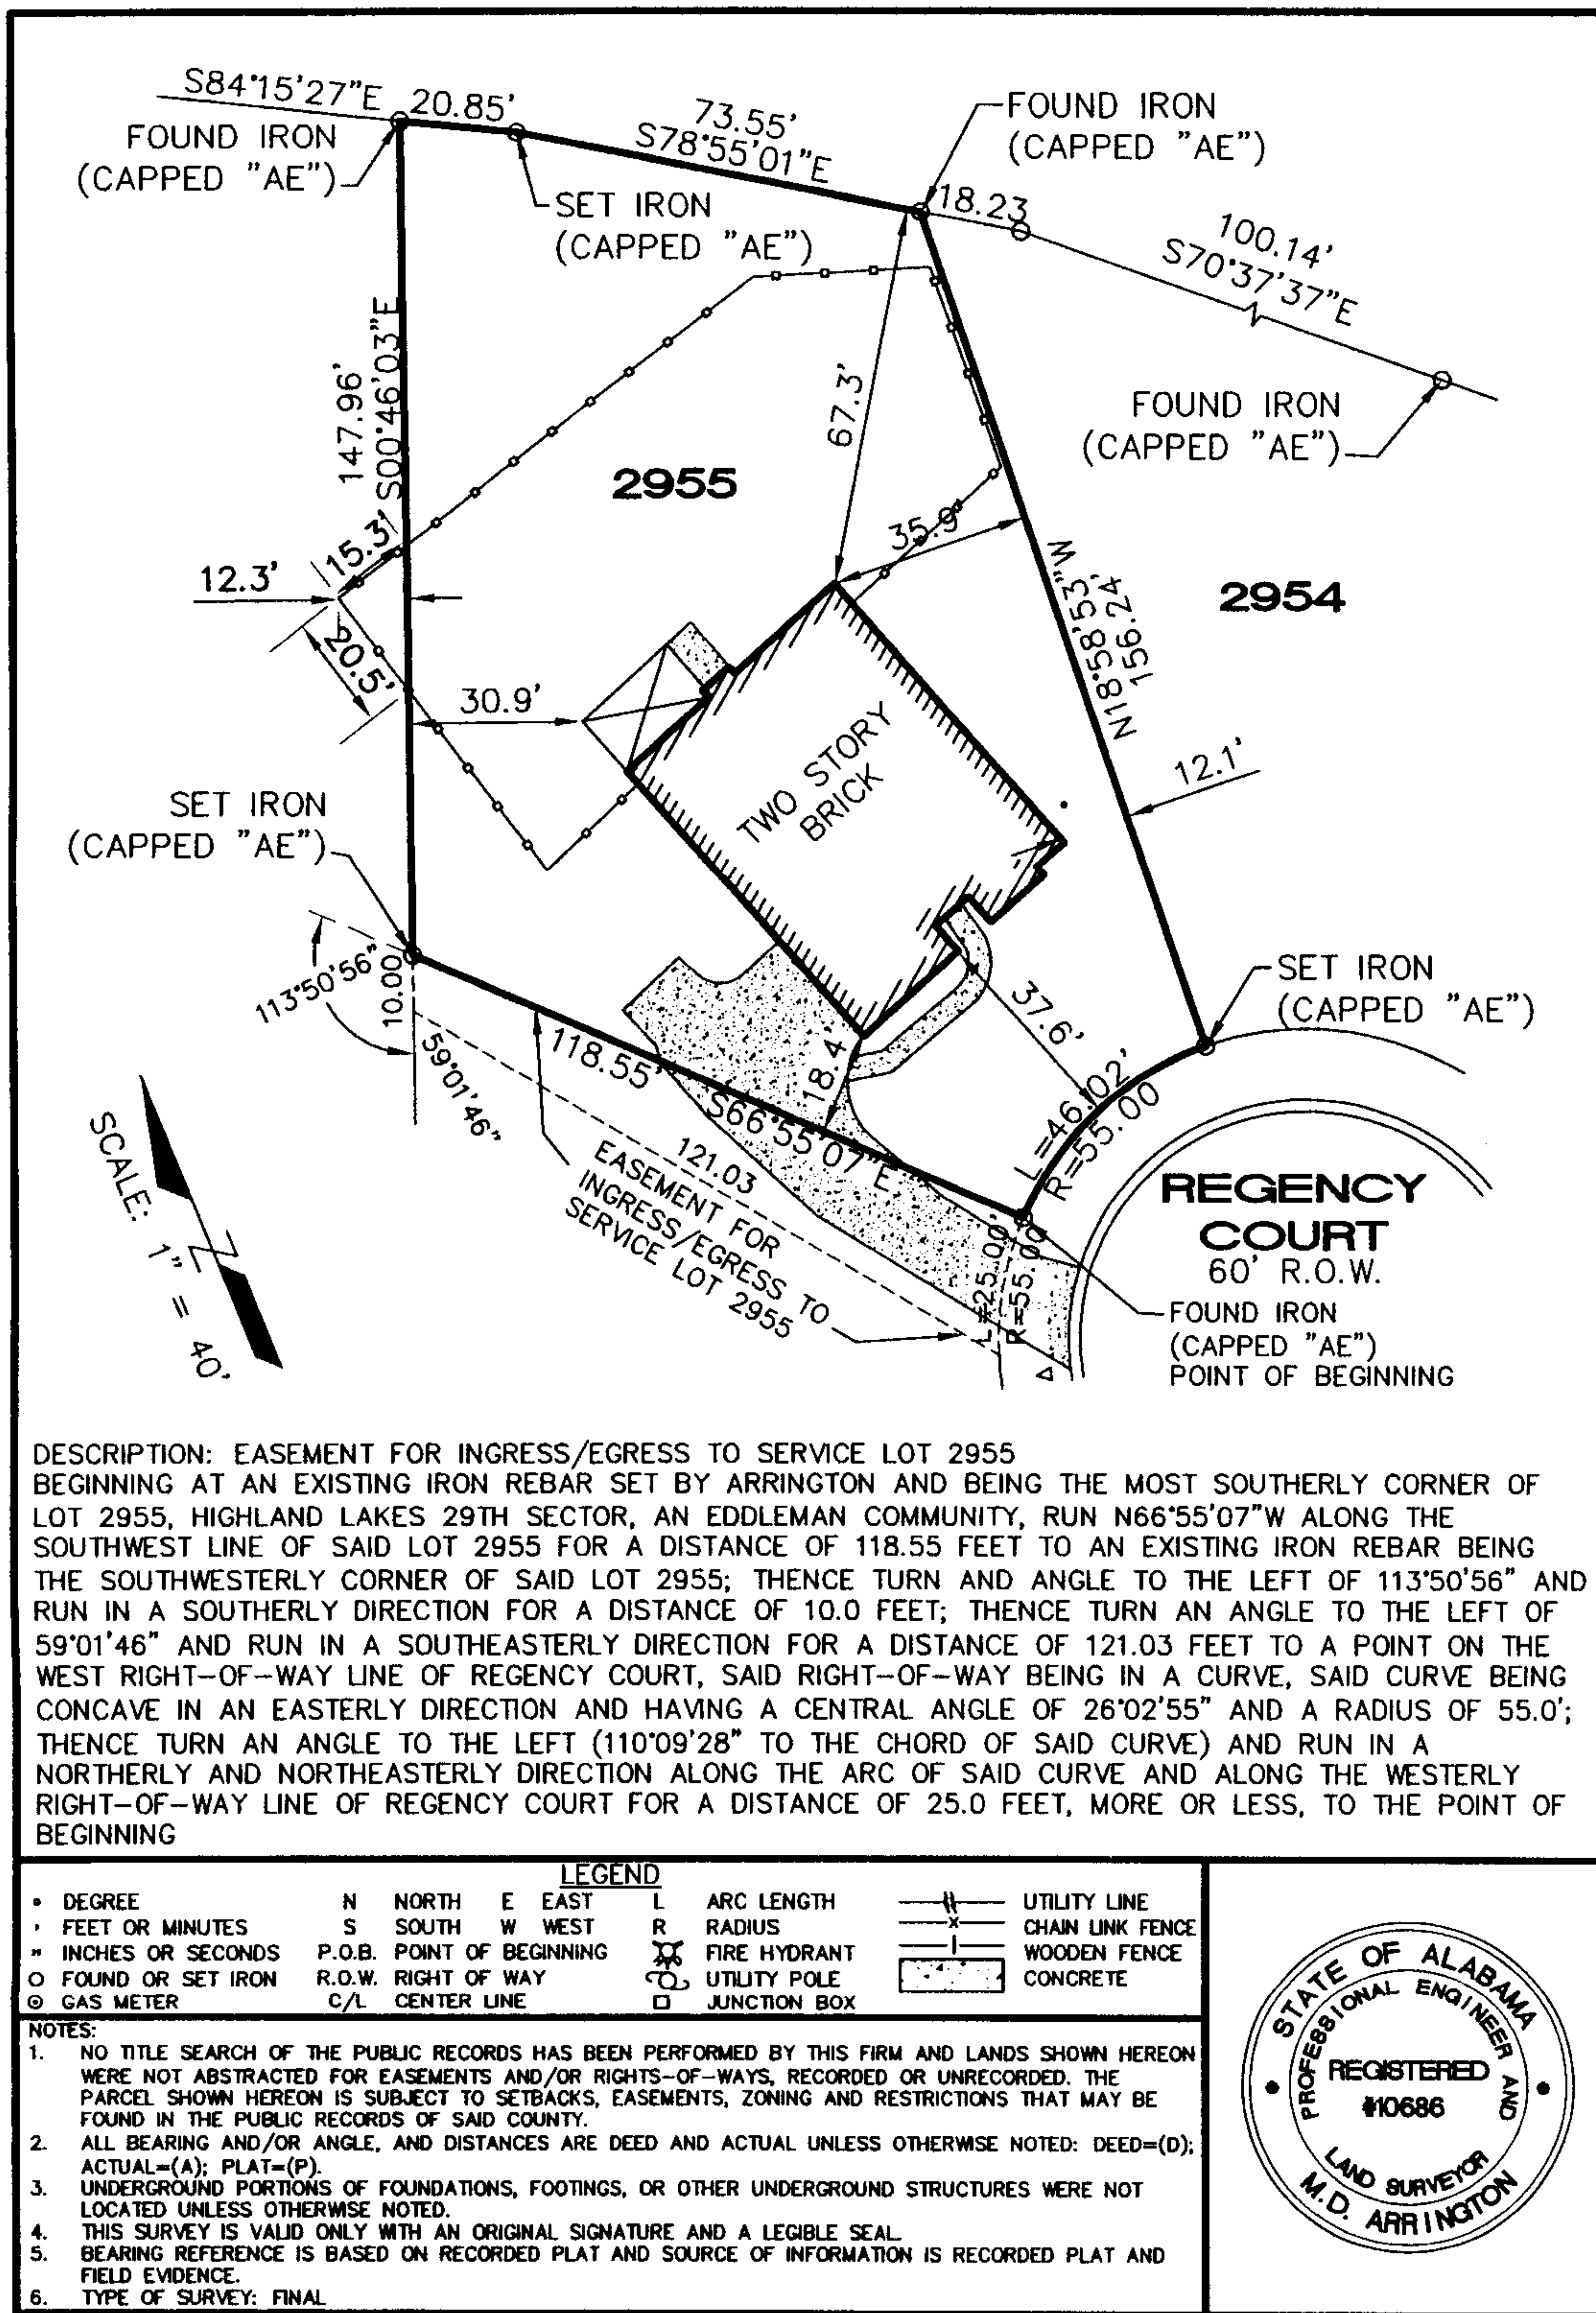 S84°15'27"E
20.85'
73.55'
S78°55'01"E
FOUND IRON
(CAPPED "AE")
FOUND IRON
(CAPPED "AE")
SET IRON
(CAPPED "AE")
18.23
100.14'
S70°37'37"E
FOUND IRON
(CAPPED "AE")
147.96'
S00°46'03"E
67.3'
2955
35.9'
15.3'
12.3'
20.5'
30.9'
N18°58'53"W
156.24'
2954
TWO STORY
BRICK
12.1'
SET IRON
(CAPPED "AE")
113°50'56"
10.00
59°01'46"
118.55'
S66°55'07"E
18.4'
37.6'
SET IRON
(CAPPED "AE")
L=46.02'
R=55.00
121.03
EASEMENT FOR
INGRESS/EGRESS TO
SERVICE LOT 2955
L=25.00'
R=55.00
Δ
REGENCY
COURT
60' R.O.W.
FOUND IRON
(CAPPED "AE")
POINT OF BEGINNING
SCALE: 1" = 40'
N
DESCRIPTION: EASEMENT FOR INGRESS/EGRESS TO SERVICE LOT 2955
BEGINNING AT AN EXISTING IRON REBAR SET BY ARRINGTON AND BEING THE MOST SOUTHERLY CORNER OF
LOT 2955, HIGHLAND LAKES 29TH SECTOR, AN EDDLEMAN COMMUNITY, RUN N66°55'07"W ALONG THE
SOUTHWEST LINE OF SAID LOT 2955 FOR A DISTANCE OF 118.55 FEET TO AN EXISTING IRON REBAR BEING
THE SOUTHWESTERLY CORNER OF SAID LOT 2955; THENCE TURN AND ANGLE TO THE LEFT OF 113°50'56" AND
RUN IN A SOUTHERLY DIRECTION FOR A DISTANCE OF 10.0 FEET; THENCE TURN AN ANGLE TO THE LEFT OF
59°01'46" AND RUN IN A SOUTHEASTERLY DIRECTION FOR A DISTANCE OF 121.03 FEET TO A POINT ON THE
WEST RIGHT-OF-WAY LINE OF REGENCY COURT, SAID RIGHT-OF-WAY BEING IN A CURVE, SAID CURVE BEING
CONCAVE IN AN EASTERLY DIRECTION AND HAVING A CENTRAL ANGLE OF 26°02'55" AND A RADIUS OF 55.0';
THENCE TURN AN ANGLE TO THE LEFT (110°09'28" TO THE CHORD OF SAID CURVE) AND RUN IN A
NORTHERLY AND NORTHEASTERLY DIRECTION ALONG THE ARC OF SAID CURVE AND ALONG THE WESTERLY
RIGHT-OF-WAY LINE OF REGENCY COURT FOR A DISTANCE OF 25.0 FEET, MORE OR LESS, TO THE POINT OF
BEGINNING
LEGEND
° DEGREE N NORTH E EAST L ARC LENGTH UTILITY LINE
' FEET OR MINUTES S SOUTH W WEST R RADIUS CHAIN LINK FENCE
" INCHES OR SECONDS P.O.B. POINT OF BEGINNING FIRE HYDRANT WOODEN FENCE
FOUND OR SET IRON R.O.W. RIGHT OF WAY UTILITY POLE CONCRETE
GAS METER C/L CENTER LINE JUNCTION BOX
NOTES:
1. NO TITLE SEARCH OF THE PUBLIC RECORDS HAS BEEN PERFORMED BY THIS FIRM AND LANDS SHOWN HEREON
WERE NOT ABSTRACTED FOR EASEMENTS AND/OR RIGHTS-OF-WAYS, RECORDED OR UNRECORDED. THE
PARCEL SHOWN HEREON IS SUBJECT TO SETBACKS, EASEMENTS, ZONING AND RESTRICTIONS THAT MAY BE
FOUND IN THE PUBLIC RECORDS OF SAID COUNTY.
2. ALL BEARING AND/OR ANGLE, AND DISTANCES ARE DEED AND ACTUAL UNLESS OTHERWISE NOTED: DEED=(D);
ACTUAL=(A); PLAT=(P).
3. UNDERGROUND PORTIONS OF FOUNDATIONS, FOOTINGS, OR OTHER UNDERGROUND STRUCTURES WERE NOT
LOCATED UNLESS OTHERWISE NOTED.
4. THIS SURVEY IS VALID ONLY WITH AN ORIGINAL SIGNATURE AND A LEGIBLE SEAL.
5. BEARING REFERENCE IS BASED ON RECORDED PLAT AND SOURCE OF INFORMATION IS RECORDED PLAT AND
FIELD EVIDENCE.
6. TYPE OF SURVEY: FINAL
STATE OF ALABAMA
PROFESSIONAL ENGINEER AND
REGISTERED
#10686
LAND SURVEYOR
M.D. ARRINGTON